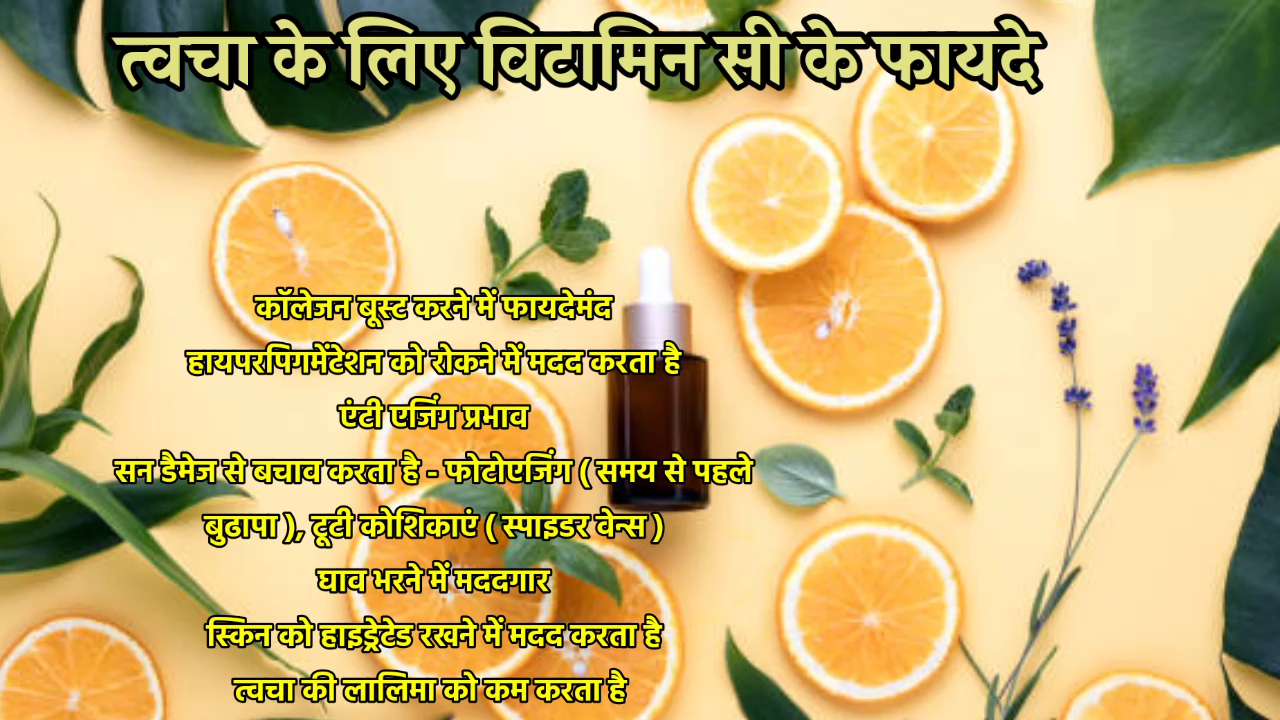 त्वचा के लिए विटामिन सी के फायदे
कॉलेजन बूस्ट करने में फायदेमंद
हायपरपिगमेंटेशन को रोकने में मदद करता है
एंटी एजिंग प्रभाव
सन डैमेज से बचाव करता है - फोटोएजिंग ( समय से पहले
बुढापा ), टूटी कोशिकाएं ( स्पाइडर वेन्स )
घाव भरने में मददगार
स्किन को हाइड्रेटेड रखने में मदद करता है
त्वचा की लालिमा को कम करता है